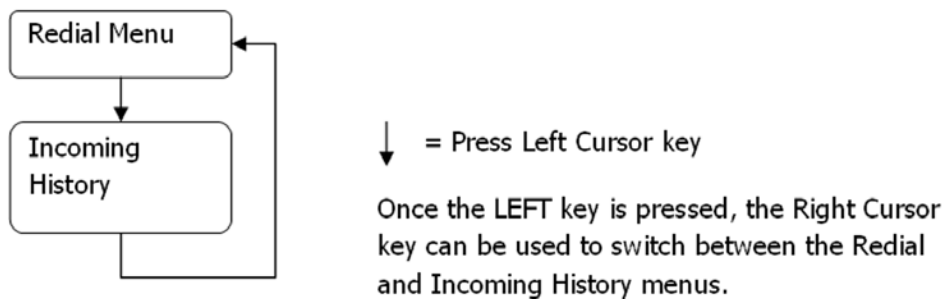 Redial Menu
Incoming
History
= Press Left Cursor key
Once the LEFT key is pressed, the Right Cursor
key can be used to switch between the Redial
and Incoming History menus.